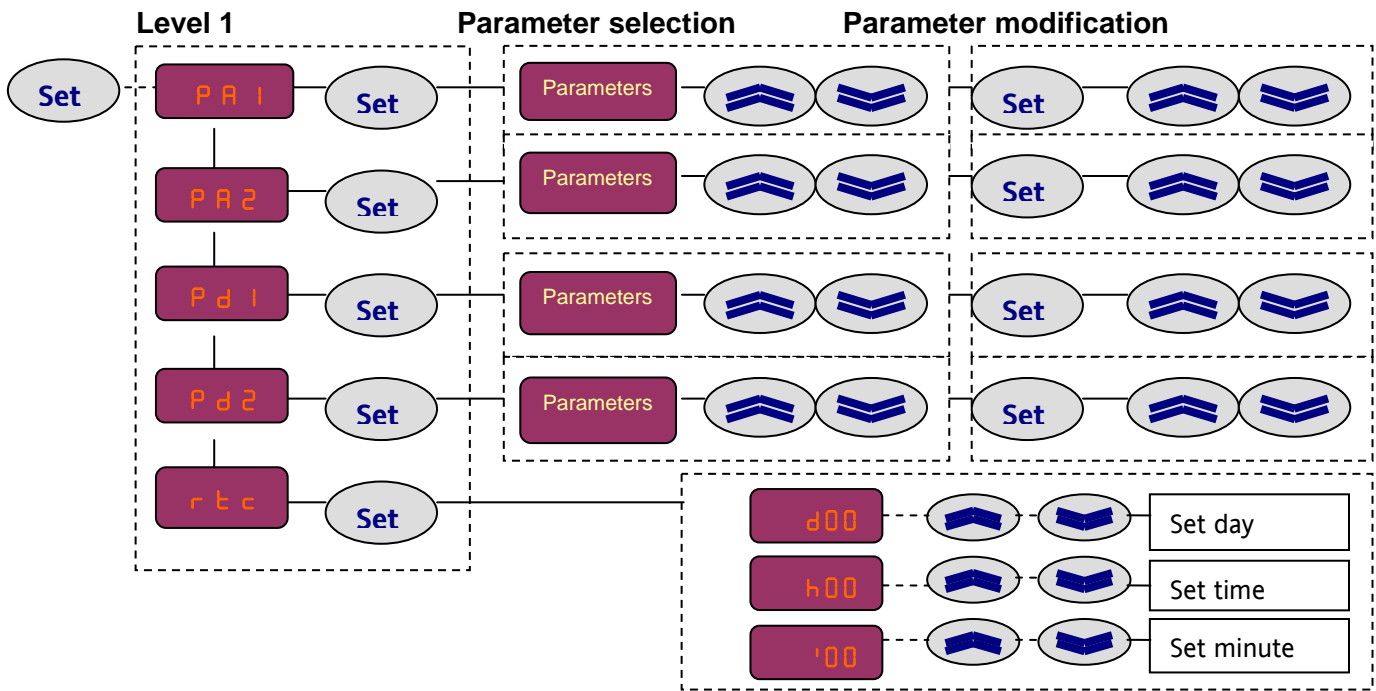 Level 1 Parameter selection Parameter modification
Set PA1 Set Parameters Set
PA2 Set Parameters Set
Pd1 Set Parameters Set
Pd2 Set Parameters Set
rtc Set
d00 Set day
h00 Set time
'00 Set minute